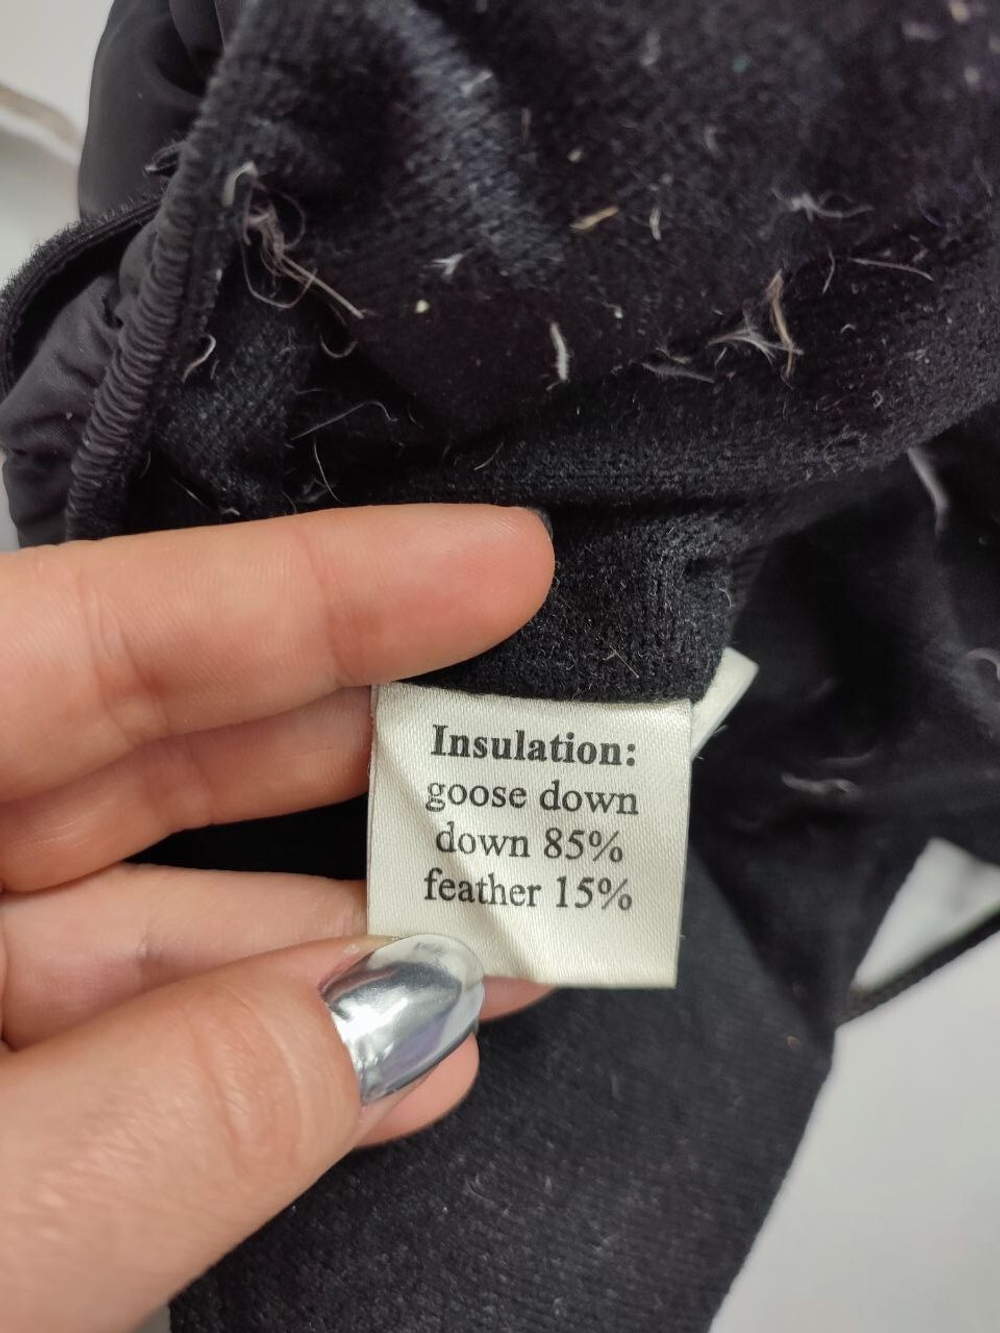 Insulation:
goose down
down 85%
feather 15%